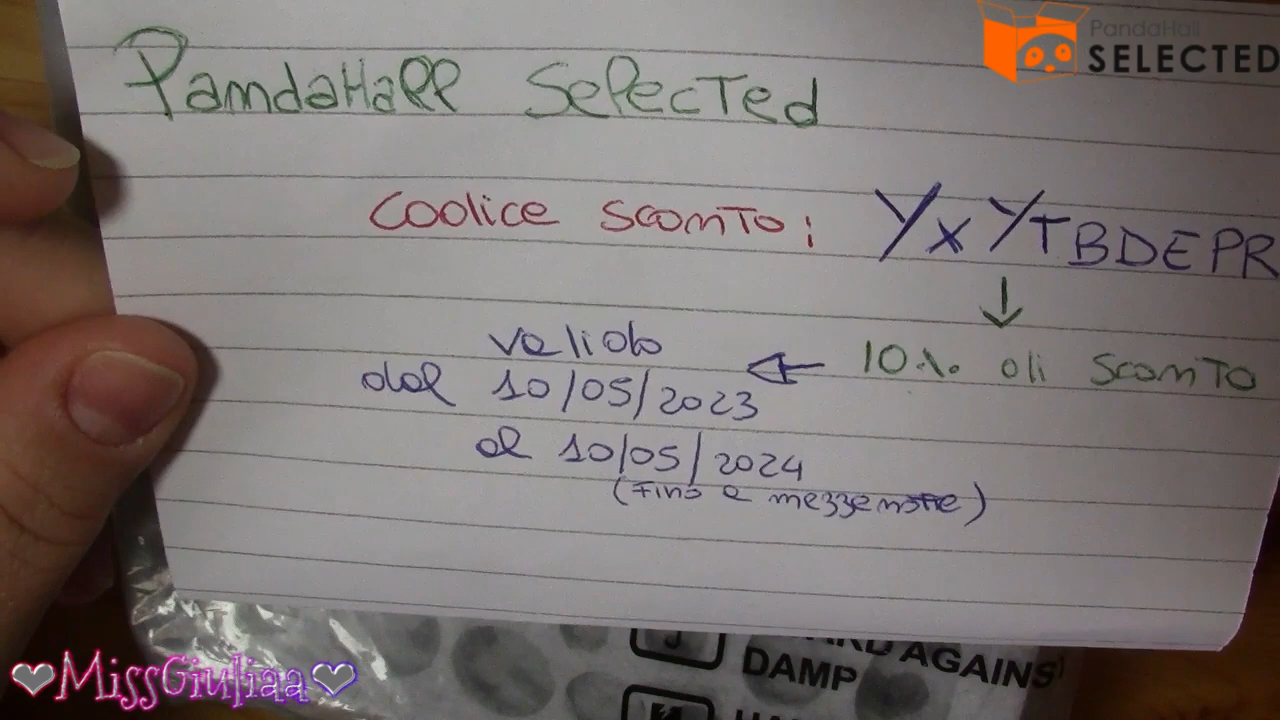 PandaHall
SELECTED
PandaHall Selected
Codice sconto: YXYTBDEPR
10% di sconto
valido
dal 10/05/2023
al 10/05/2024
(fino a mezzanotte)
DAMP
AGAINS
MissGiuliaa